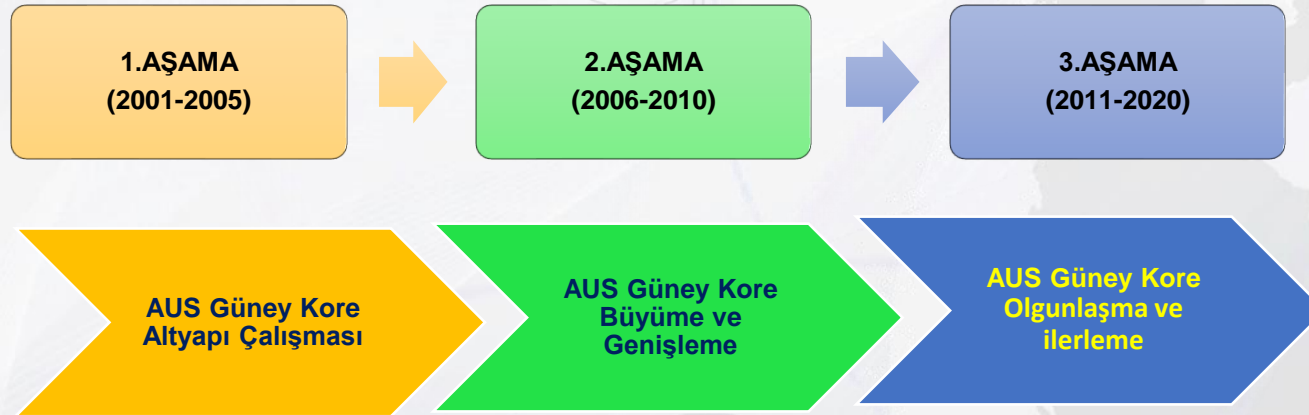 1.AŞAMA
(2001-2005)
2.AŞAMA
(2006-2010)
3.AŞAMA
(2011-2020)
AUS Güney Kore
Altyapı Çalışması
AUS Güney Kore
Büyüme ve
Genişleme
AUS Güney Kore
Olgunlaşma ve
ilerleme